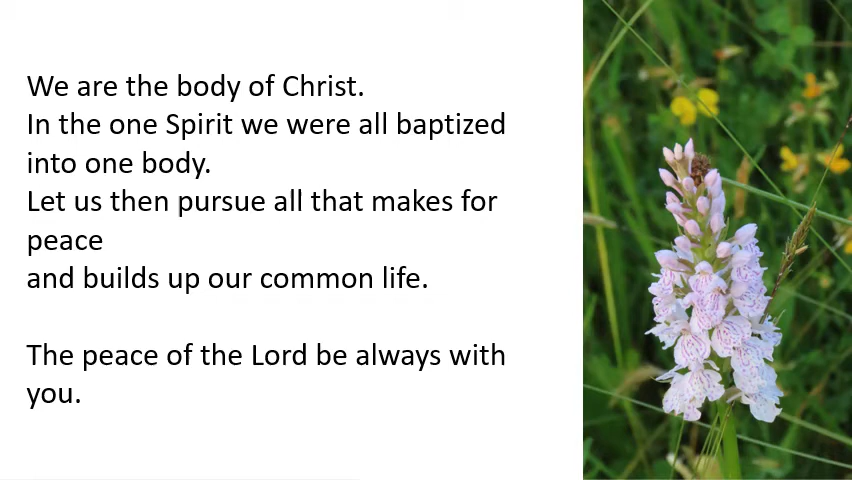 We are the body of Christ.
In the one Spirit we were all baptized
into one body.
Let us then pursue all that makes for
peace
and builds up our common life.
The peace of the Lord be always with
you.